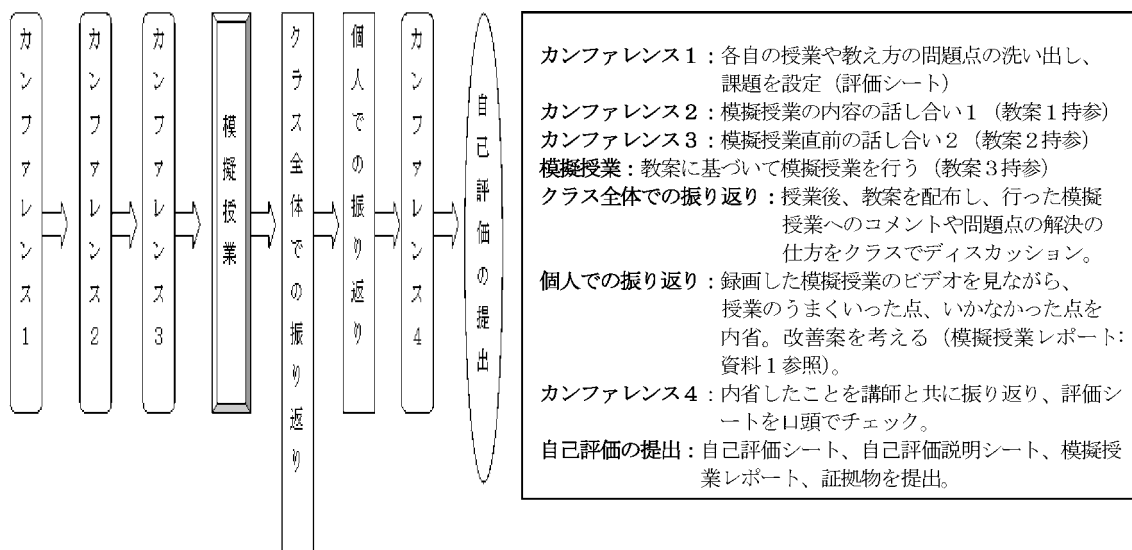 カンファレンス1
カンファレンス2
カンファレンス3
模擬授業
クラス全体での振り返り
個人での振り返り
カンファレンス4
自己評価の提出
カンファレンス1:各自の授業や教え方の問題点の洗い出し、
課題を設定(評価シート)
カンファレンス2:模擬授業の内容の話し合い1(教案1持参)
カンファレンス3:模擬授業直前の話し合い2(教案2持参)
模擬授業:教案に基づいて模擬授業を行う(教案3持参)
クラス全体での振り返り:授業後、教案を配布し、行った模擬
授業へのコメントや問題点の解決の
仕方をクラスでディスカッション。
個人での振り返り:録画した模擬授業のビデオを見ながら、
授業のうまくいった点、いかなかった点を
内省。改善案を考える(模擬授業レポート:
資料1参照)。
カンファレンス4:内省したことを講師と共に振り返り、評価シ
ートを口頭でチェック。
自己評価の提出:自己評価シート、自己評価説明シート、模擬授
業レポート、証拠物を提出。